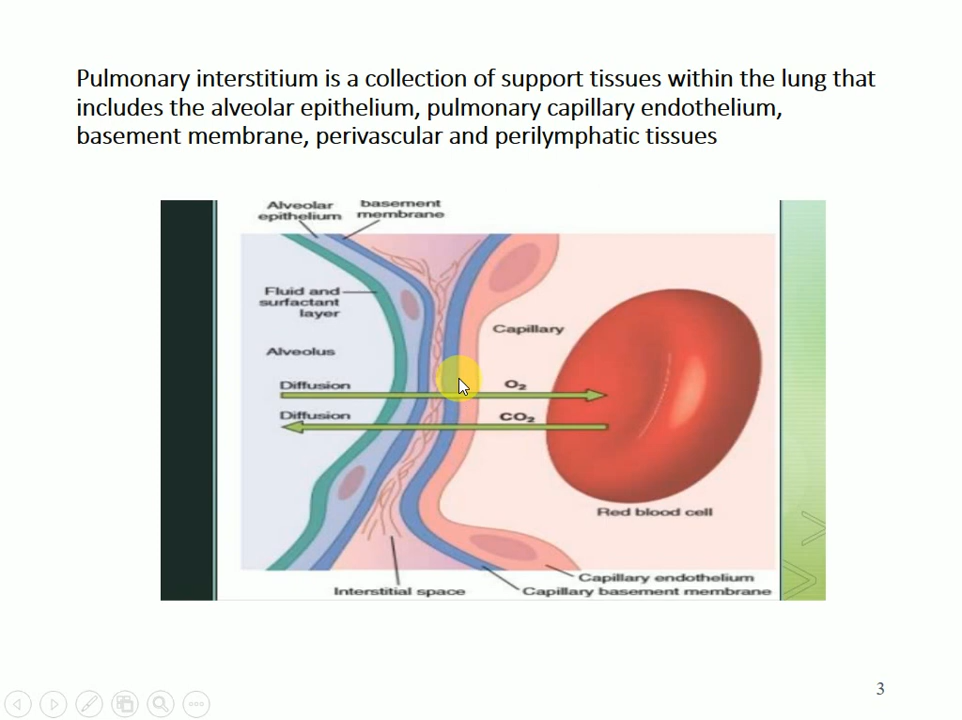 Pulmonary interstitium is a collection of support tissues within the lung that
includes the alveolar epithelium, pulmonary capillary endothelium,
basement membrane, perivascular and perilymphatic tissues
Alveolar
epithelium
basement
membrane
Fluid and
surfactant
layer
Capillary
Alveolus
Diffusion
O₂
Diffusion
CO₂
Red blood cell
Capillary endothelium
Interstitial space
Capillary basement membrane
3